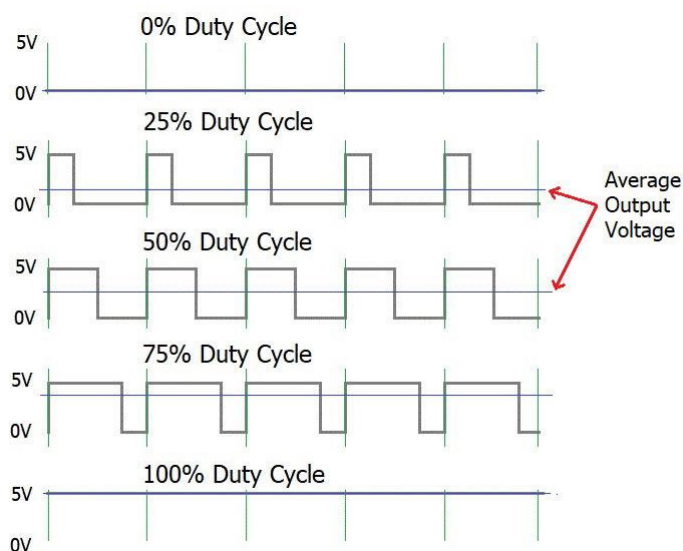 0% Duty Cycle
5V
0V
25% Duty Cycle
5V
0V
Average
Output
Voltage
50% Duty Cycle
5V
0V
75% Duty Cycle
5V
0V
100% Duty Cycle
5V
0V